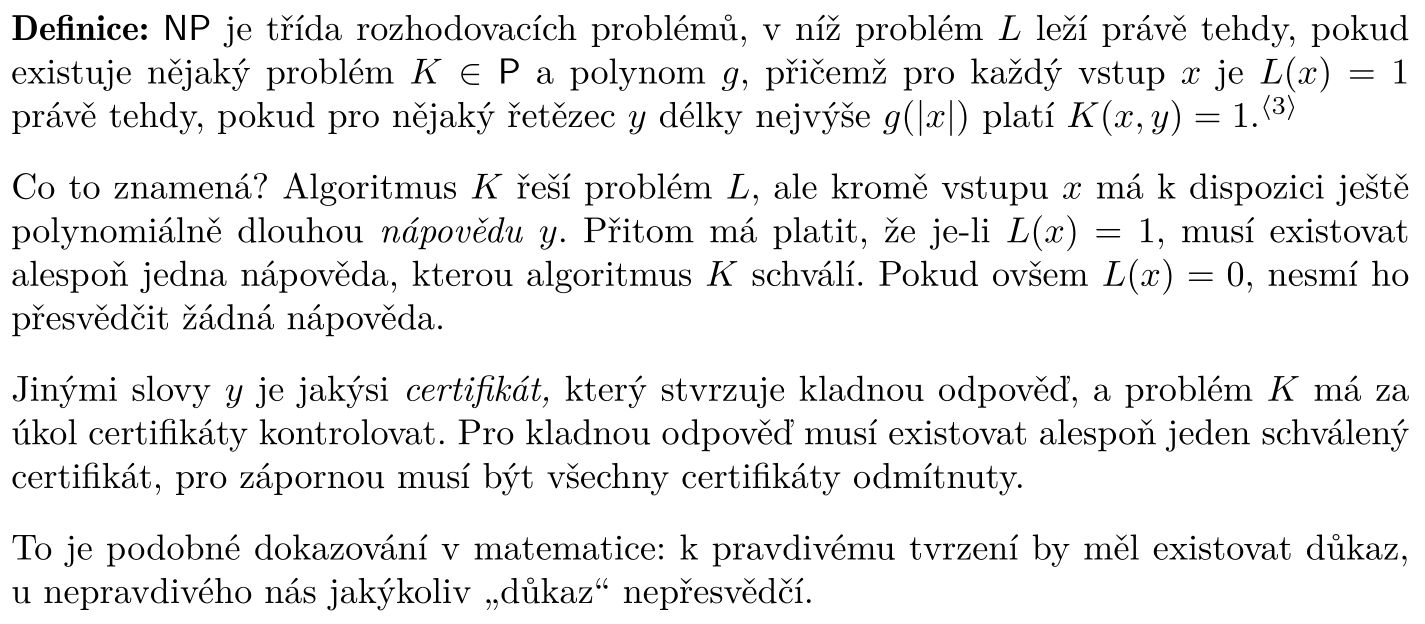 Definice: NP je třída rozhodovacích problémů, v níž problém L leží právě tehdy, pokud
existuje nějaký problém K ∈ P a polynom g, přičemž pro každý vstup x je L(x) = 1
právě tehdy, pokud pro nějaký řetězec y délky nejvýše g(|x|) platí K(x, y) = 1.⟨3⟩
Co to znamená? Algoritmus K řeší problém L, ale kromě vstupu x má k dispozici ještě
polynomiálně dlouhou nápovědu y. Přitom má platit, že je-li L(x) = 1, musí existovat
alespoň jedna nápověda, kterou algoritmus K schválí. Pokud ovšem L(x) = 0, nesmí ho
přesvědčit žádná nápověda.
Jinými slovy y je jakýsi certifikát, který stvrzuje kladnou odpověď, a problém K má za
úkol certifikáty kontrolovat. Pro kladnou odpověď musí existovat alespoň jeden schválený
certifikát, pro zápornou musí být všechny certifikáty odmítnuty.
To je podobné dokazování v matematice: k pravdivému tvrzení by měl existovat důkaz,
u nepravdivého nás jakýkoliv „důkaz“ nepřesvědčí.